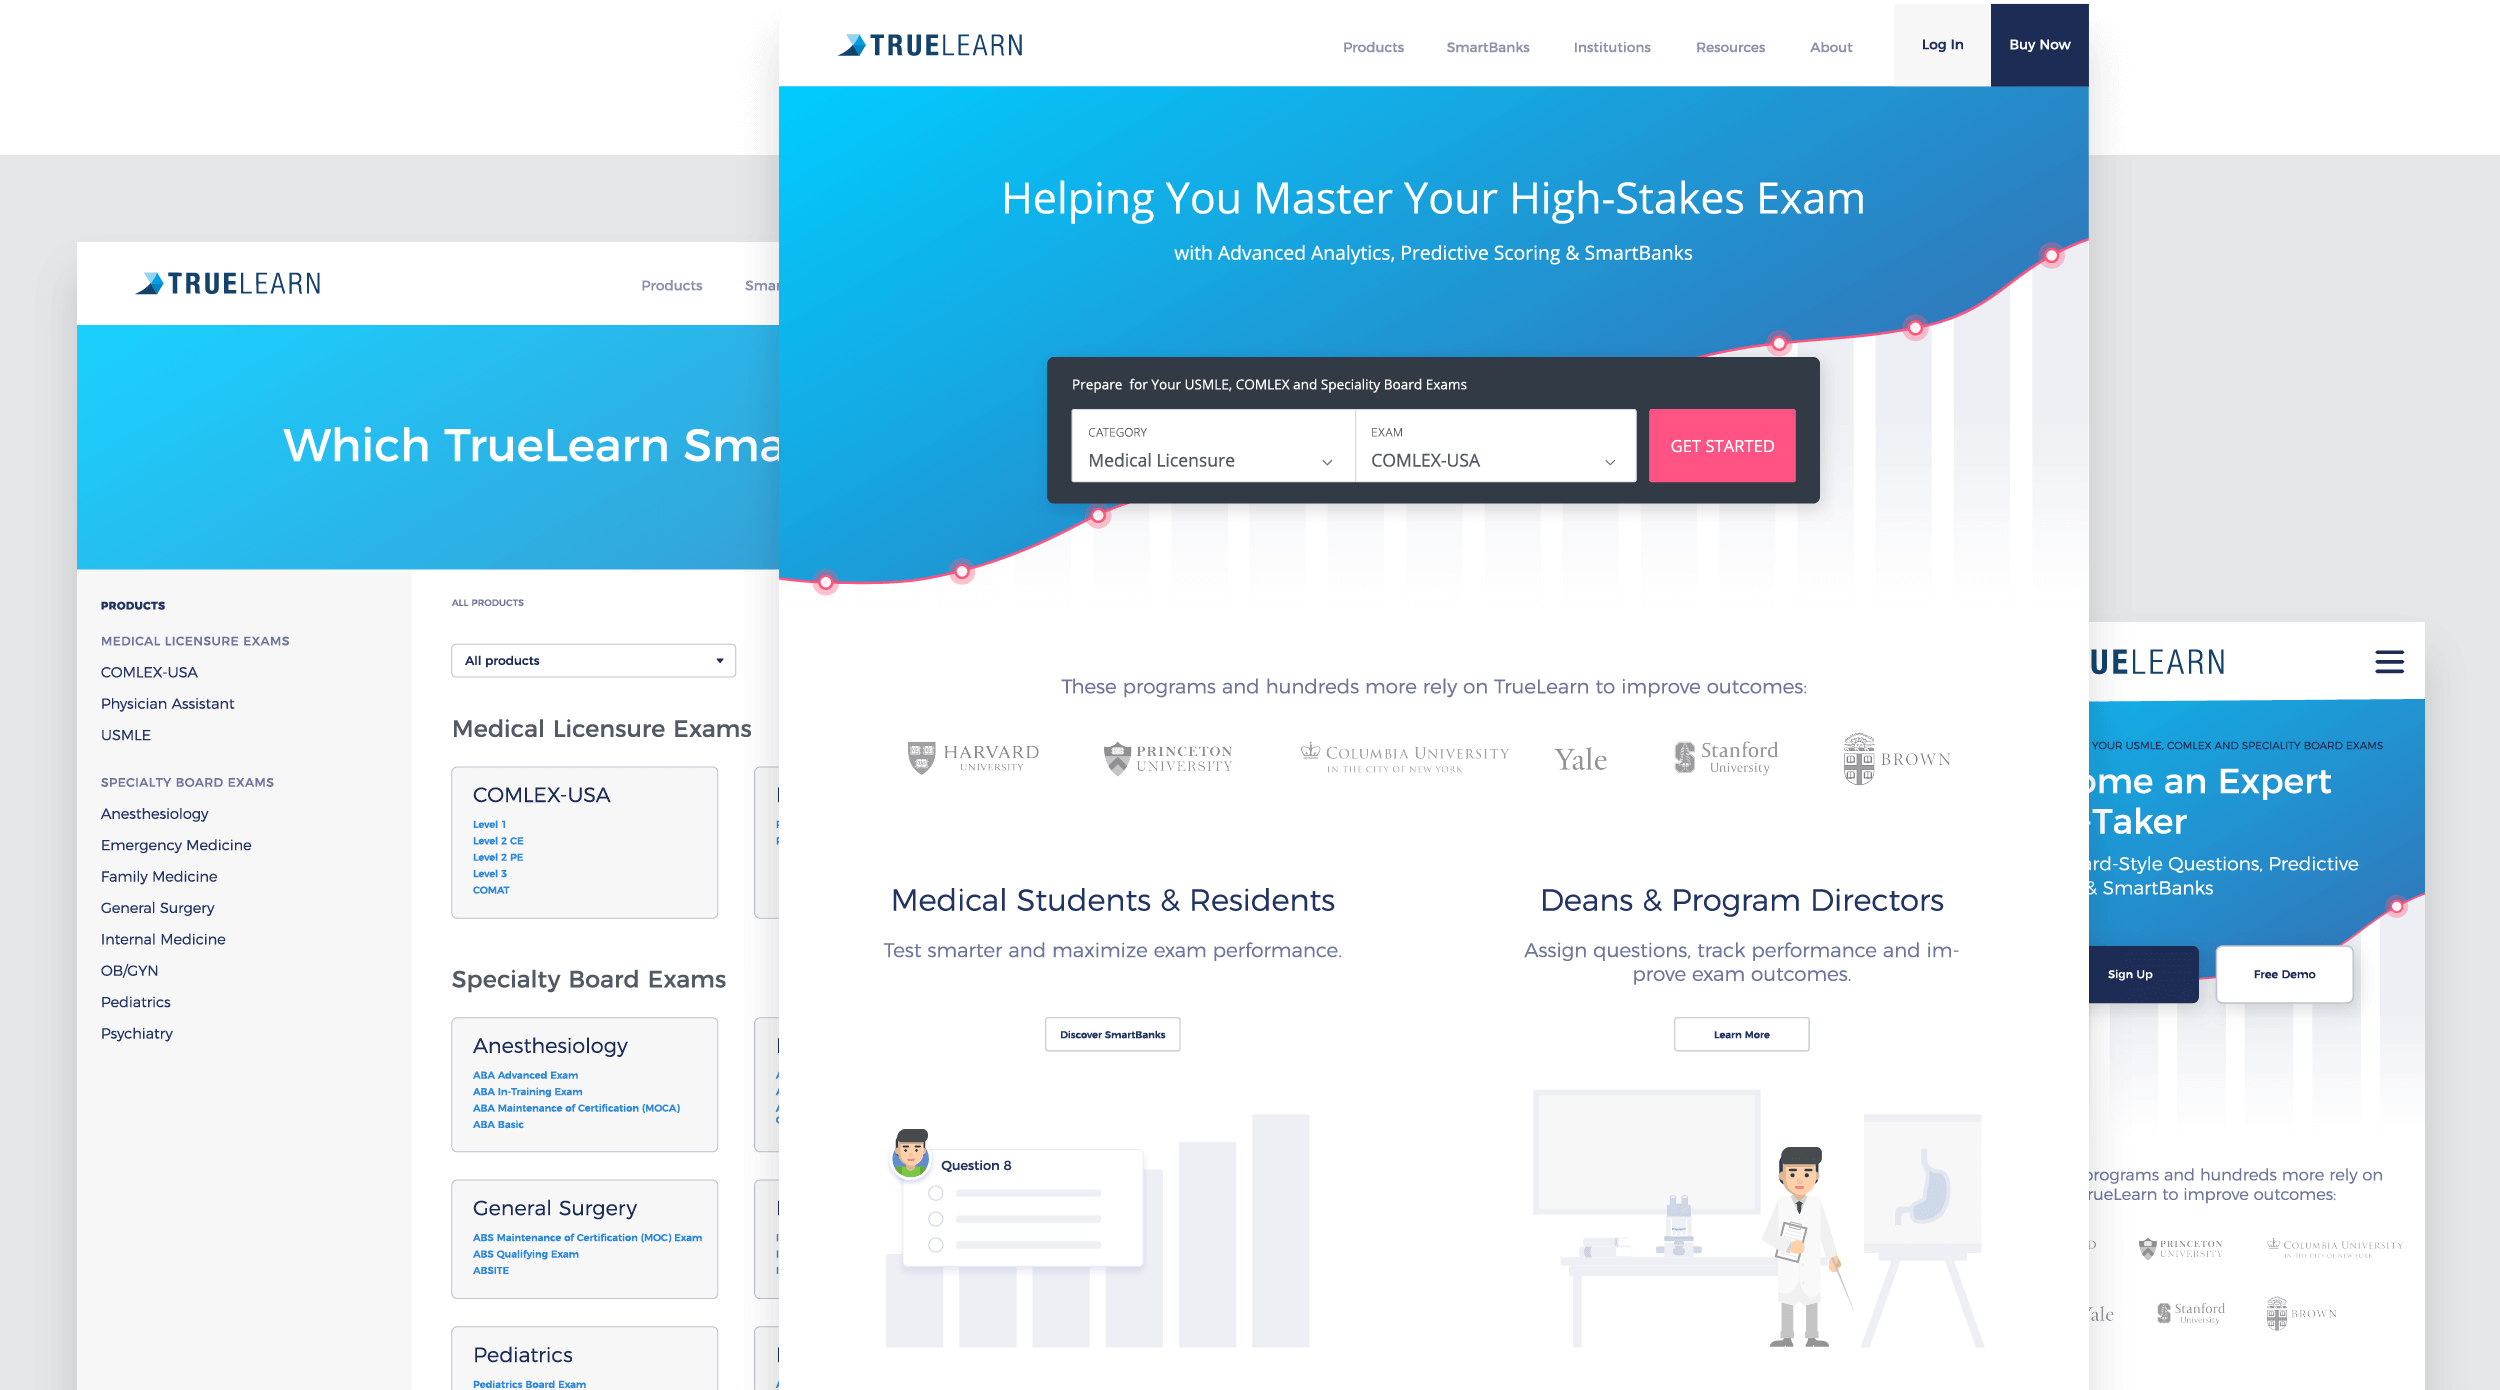 TRUELEARN
Products
SmartBanks
Institutions
Resources
About
Log In
Buy Now
Helping You Master Your High-Stakes Exam
with Advanced Analytics, Predictive Scoring & SmartBanks
Prepare for Your USMLE, COMLEX and Speciality Board Exams
CATEGORY
Medical Licensure
EXAM
COMLEX-USA
GET STARTED
These programs and hundreds more rely on TrueLearn to improve outcomes:
HARVARD
UNIVERSITY
PRINCETON
UNIVERSITY
COLUMBIA UNIVERSITY
IN THE CITY OF NEW YORK
Yale
Stanford
University
BROWN
Medical Students & Residents
Test smarter and maximize exam performance.
Discover SmartBanks
Deans & Program Directors
Assign questions, track performance and im-
prove exam outcomes.
Learn More
Question 8
TRUELEARN
Products
Smar
Which TrueLearn Sma
PRODUCTS
MEDICAL LICENSURE EXAMS
COMLEX-USA
Physician Assistant
USMLE
SPECIALTY BOARD EXAMS
Anesthesiology
Emergency Medicine
Family Medicine
General Surgery
Internal Medicine
OB/GYN
Pediatrics
Psychiatry
ALL PRODUCTS
All products
Medical Licensure Exams
COMLEX-USA
Level 1
Level 2 CE
Level 2 PE
Level 3
COMAT
Specialty Board Exams
Anesthesiology
ABA Advanced Exam
ABA In-Training Exam
ABA Maintenance of Certification (MOCA)
ABA Basic
General Surgery
ABS Maintenance of Certification (MOC) Exam
ABS Qualifying Exam
ABSITE
Pediatrics
Pediatrics Board Exam
UELEARN
YOUR USMLE, COMLEX AND SPECIALITY BOARD EXAMS
ome an Expert
-Taker
ard-Style Questions, Predictive
& SmartBanks
Sign Up
Free Demo
programs and hundreds more rely on
rueLearn to improve outcomes:
D
PRINCETON
UNIVERSITY
COLUMBIA UNIVERSITY
IN THE CITY OF NEW YORK
ale
Stanford
University
BROWN